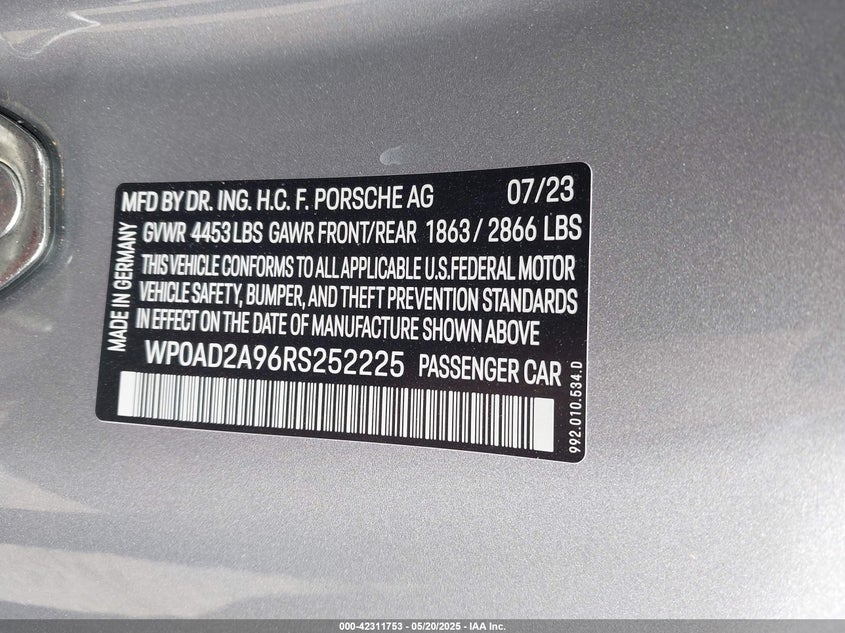 MFD BY DR. ING. H.C. F. PORSCHE AG 07/23
GVWR 4453 LBS GAWR FRONT/REAR 1863 / 2866 LBS
THIS VEHICLE CONFORMS TO ALL APPLICABLE U.S.FEDERAL MOTOR
VEHICLE SAFETY, BUMPER, AND THEFT PREVENTION STANDARDS
IN EFFECT ON THE DATE OF MANUFACTURE SHOWN ABOVE
WP0AD2A96RS252225 PASSENGER CAR
MADE IN GERMANY
992.010.534.D
000-42311753 — 05/20/2025 — IAA Inc.